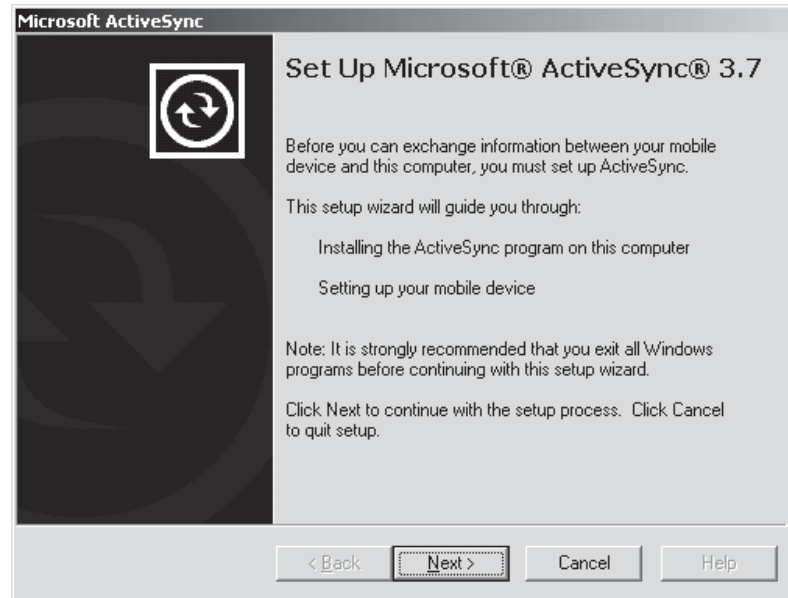 Microsoft ActiveSync
Set Up Microsoft® ActiveSync® 3.7
Before you can exchange information between your mobile
device and this computer, you must set up ActiveSync.
This setup wizard will guide you through:
Installing the ActiveSync program on this computer
Setting up your mobile device
Note: It is strongly recommended that you exit all Windows
programs before continuing with this setup wizard.
Click Next to continue with the setup process.  Click Cancel
to quit setup.
< Back Next > Cancel Help